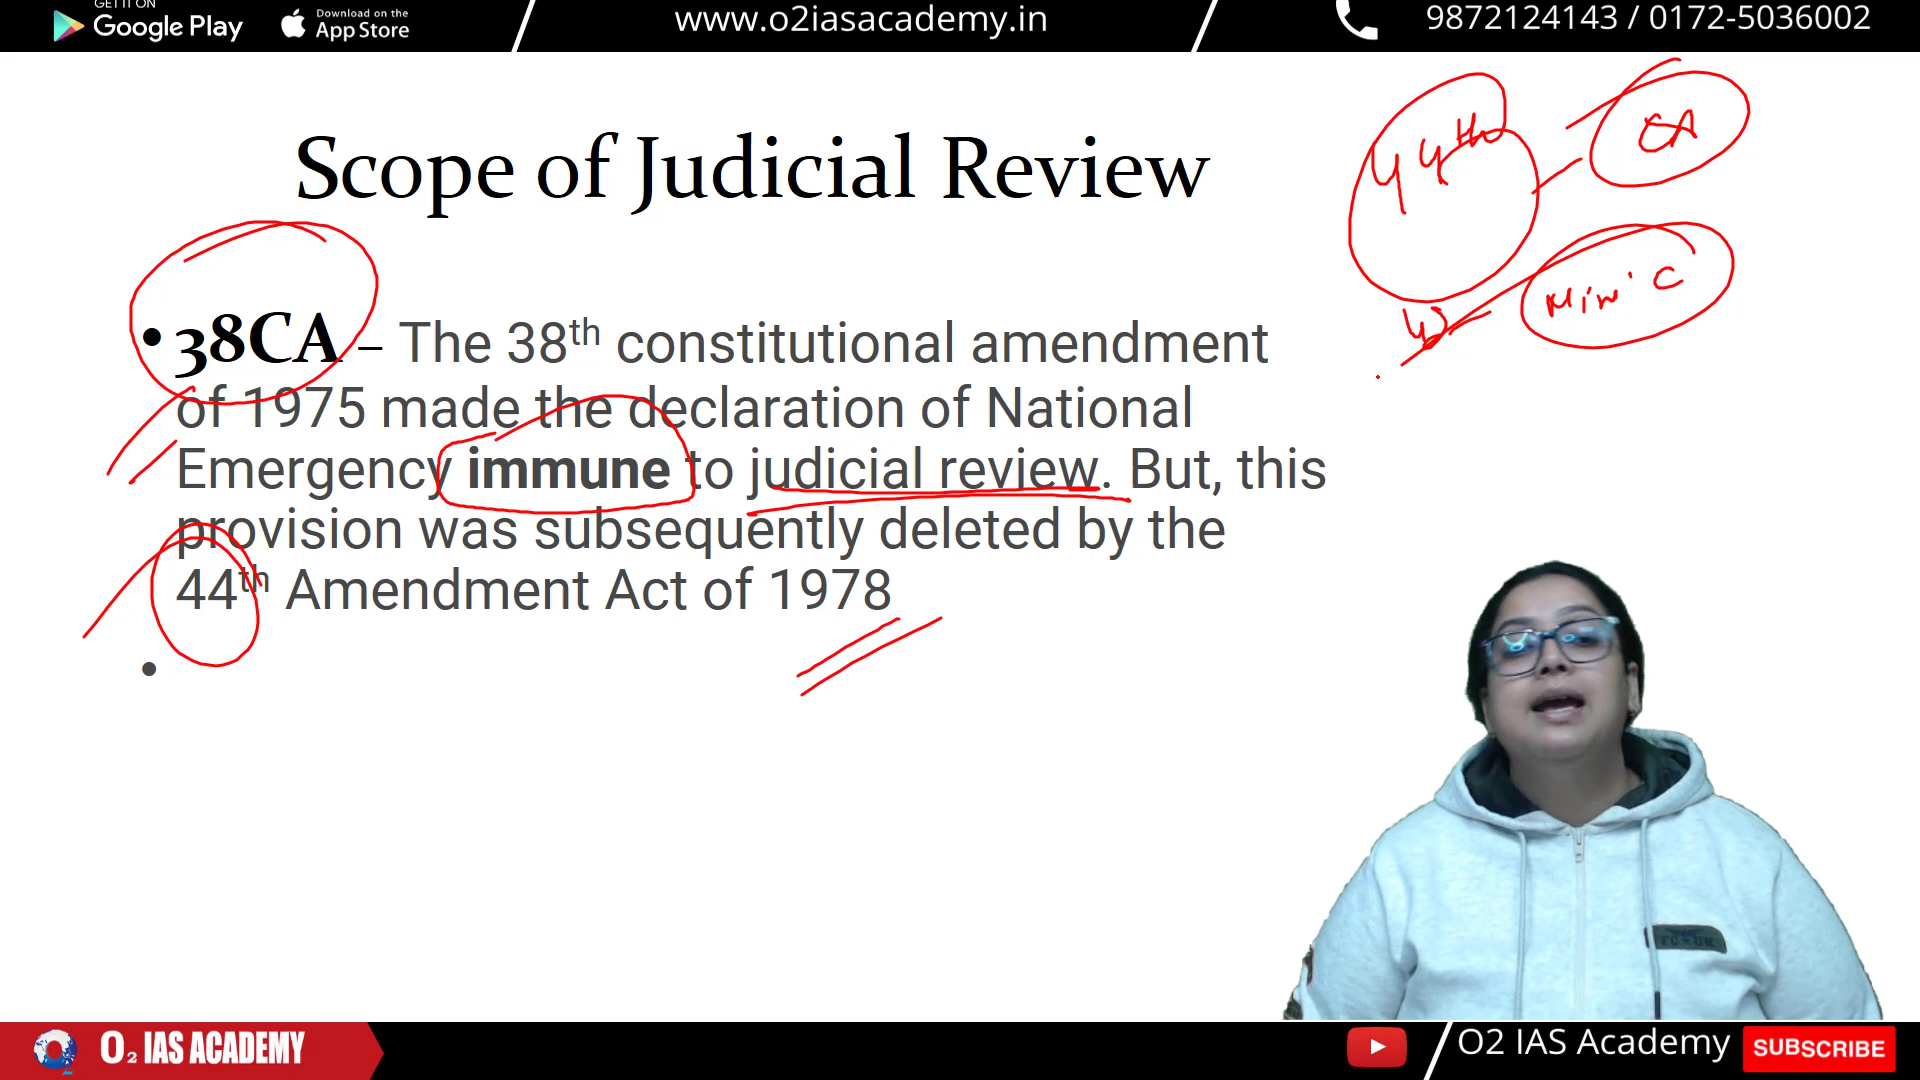 GET IT ON
Google Play
Download on the
App Store
www.o2iasacademy.in
9872124143 / 0172-5036002
Scope of Judicial Review
44th
CA
Min' C
• 38CA – The 38th constitutional amendment
of 1975 made the declaration of National
Emergency immune to judicial review. But, this
provision was subsequently deleted by the
44th Amendment Act of 1978
•
O2 IAS ACADEMY
O2 IAS Academy
SUBSCRIBE